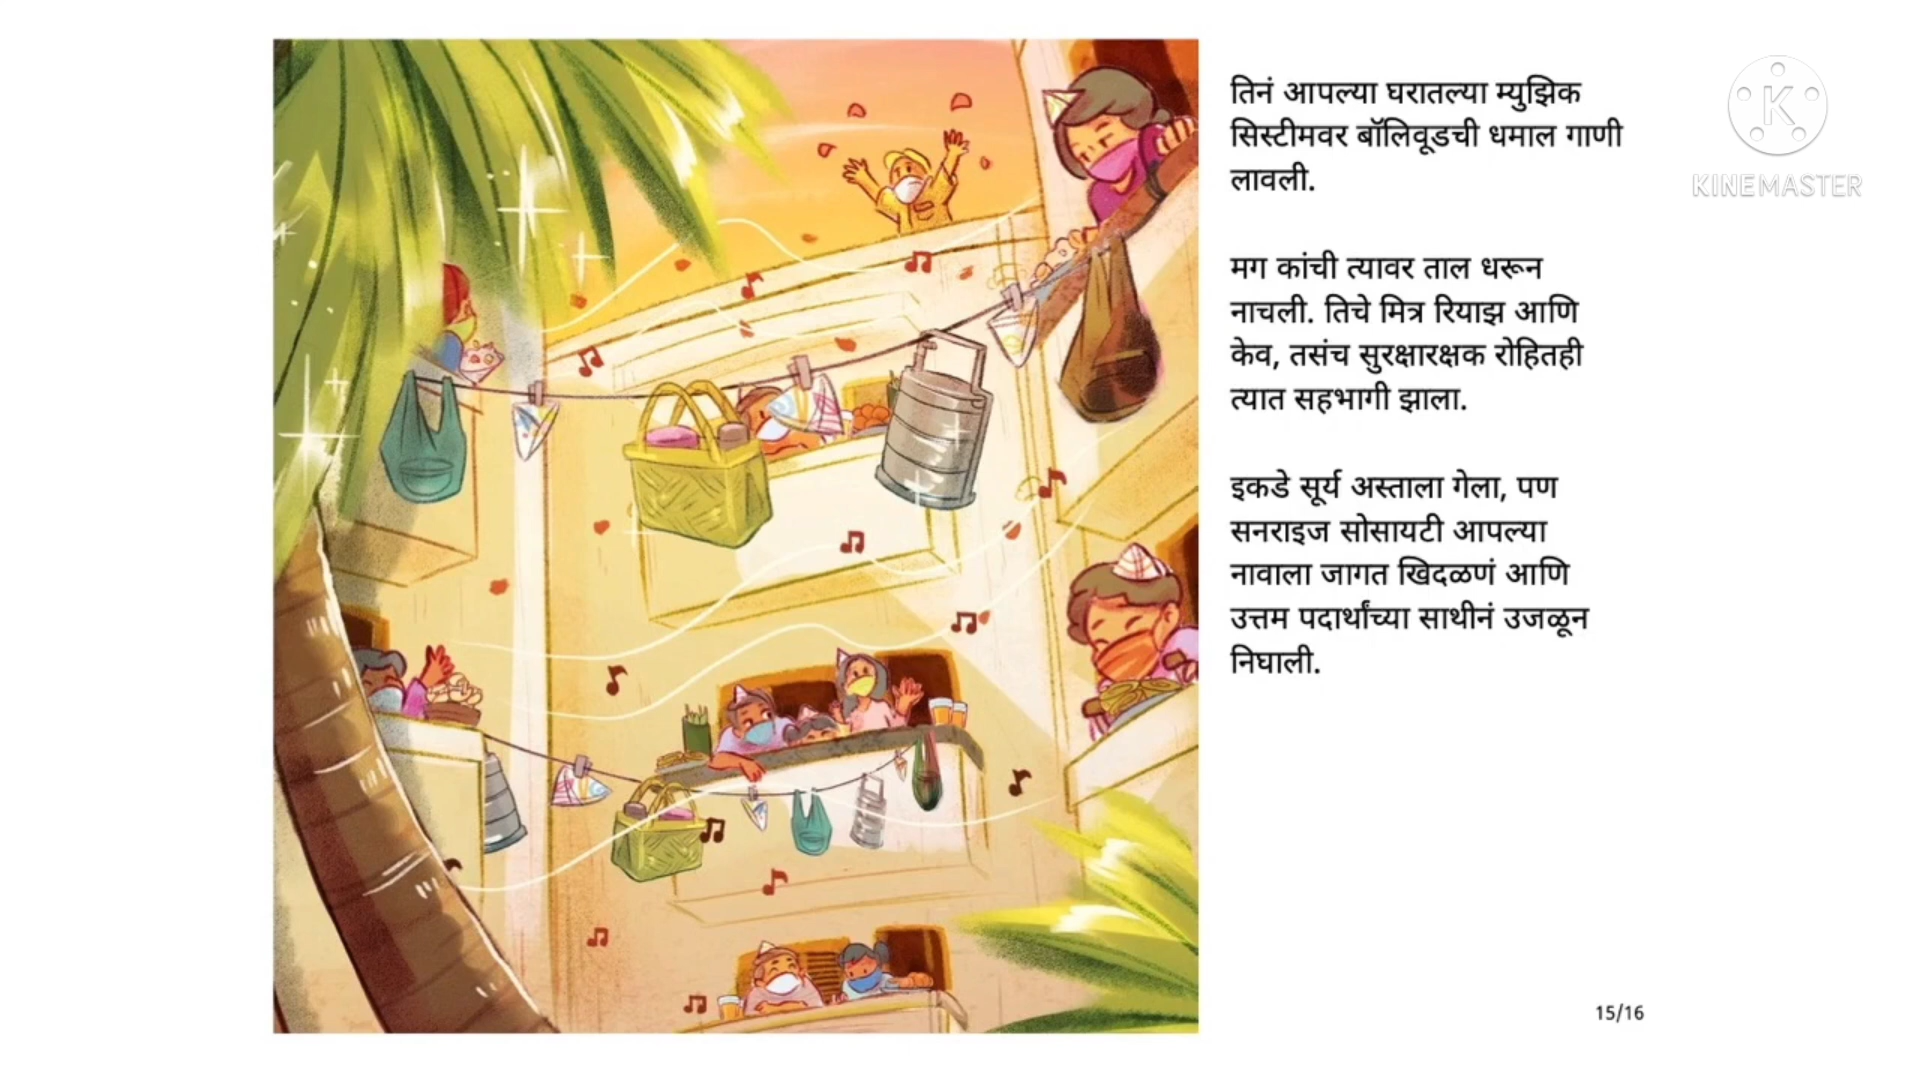 तिनं आपल्या घरातल्या म्युझिक
सिस्टीमवर बॉलिवूडची धमाल गाणी
लावली.
मग कांची त्यावर ताल धरून
नाचली. तिचे मित्र रियाझ आणि
केव, तसंच सुरक्षारक्षक रोहितही
त्यात सहभागी झाला.
इकडे सूर्य अस्ताला गेला, पण
सनराइज सोसायटी आपल्या
नावाला जागत खिदळणं आणि
उत्तम पदार्थांच्या साथीनं उजळून
निघाली.
K
KINEMASTER
15/16